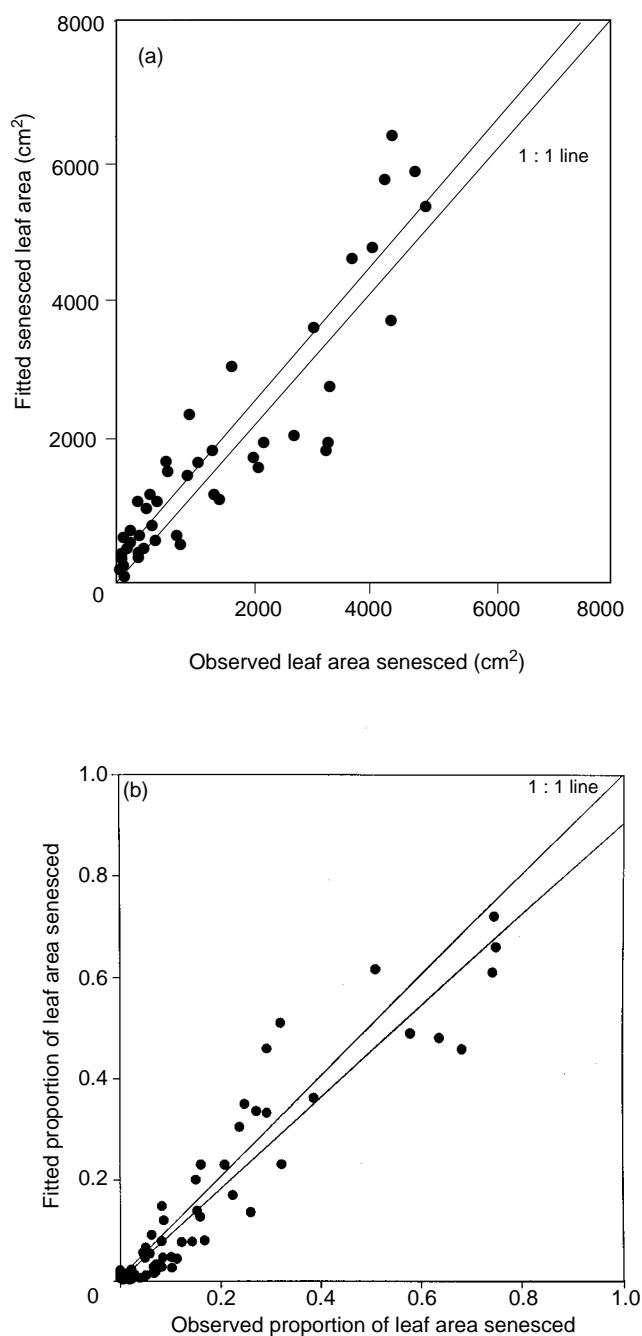 8000
(a)
6000
1 : 1 line
4000
2000
0
2000 4000 6000 8000
Fitted senesced leaf area (cm²)
Observed leaf area senesced (cm²)
1.0
(b)
1 : 1 line
0.8
0.6
0.4
0.2
0
0.2 0.4 0.6 0.8 1.0
Fitted proportion of leaf area senesced
Observed proportion of leaf area senesced